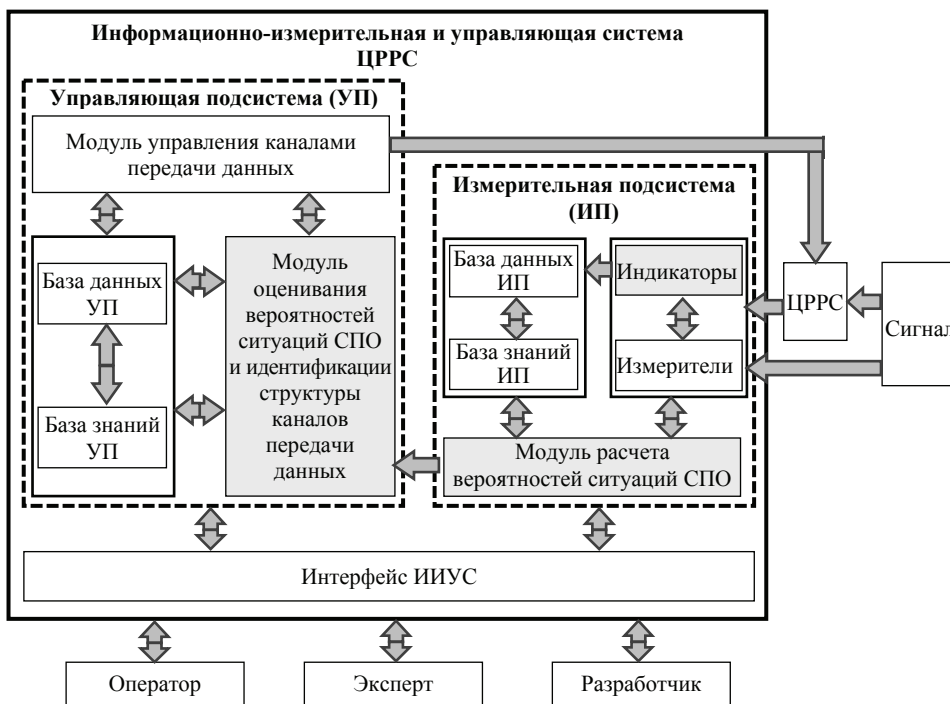 Информационно-измерительная и управляющая система
ЦРРС
Управляющая подсистема (УП)
Модуль управления каналами
передачи данных
База данных
УП
База знаний
УП
Модуль
оценивания
вероятностей
ситуаций СПО
и идентификации
структуры
каналов
передачи
данных
Измерительная подсистема
(ИП)
База данных
ИП
База знаний
ИП
Индикаторы
Измерители
Модуль расчета
вероятностей ситуаций СПО
ЦРРС
Сигнал
Интерфейс ИИУС
Оператор
Эксперт
Разработчик